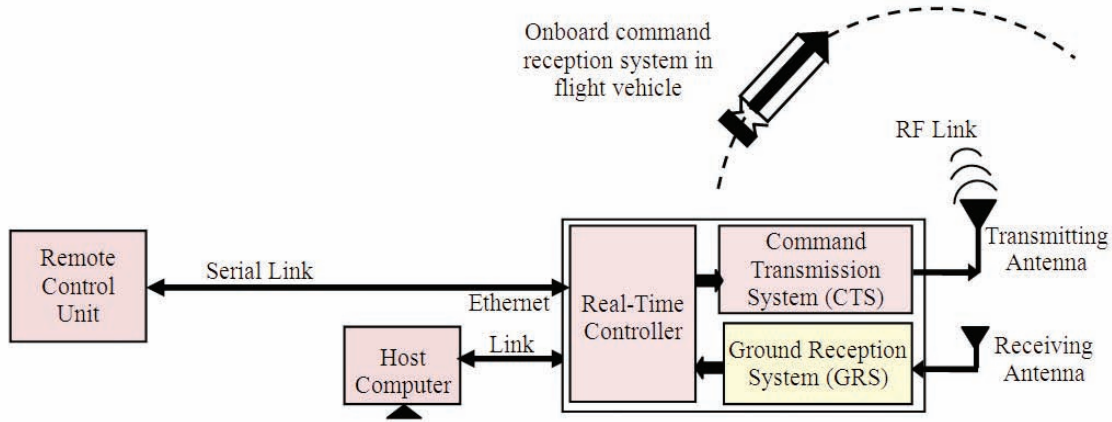 Onboard command
reception system in
flight vehicle
RF Link
Remote
Control
Unit
Serial Link
Ethernet
Link
Host
Computer
Real-Time
Controller
Command
Transmission
System (CTS)
Ground Reception
System (GRS)
Transmitting
Antenna
Receiving
Antenna